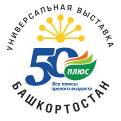 УНИВЕРСАЛЬНАЯ ВЫСТАВКА
50
ПЛЮС
Все плюсы
зрелого возраста
БАШКОРТОСТАН